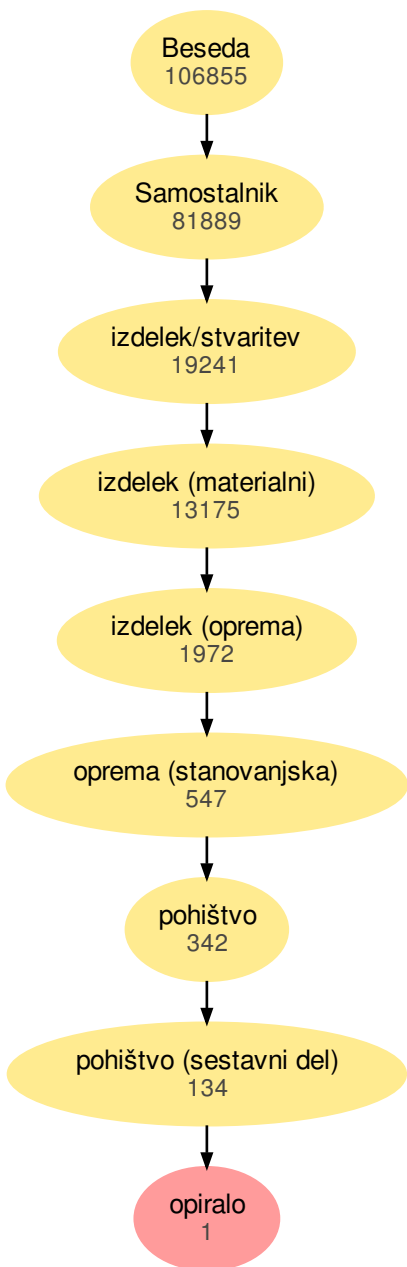 Beseda
106855
Samostalnik
81889
izdelek/stvaritev
19241
izdelek (materialni)
13175
izdelek (oprema)
1972
oprema (stanovanjska)
547
pohištvo
342
pohištvo (sestavni del)
134
opiralo
1